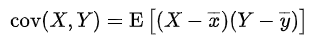 cov(X, Y) = E [(X − x̅)(Y − y̅)]